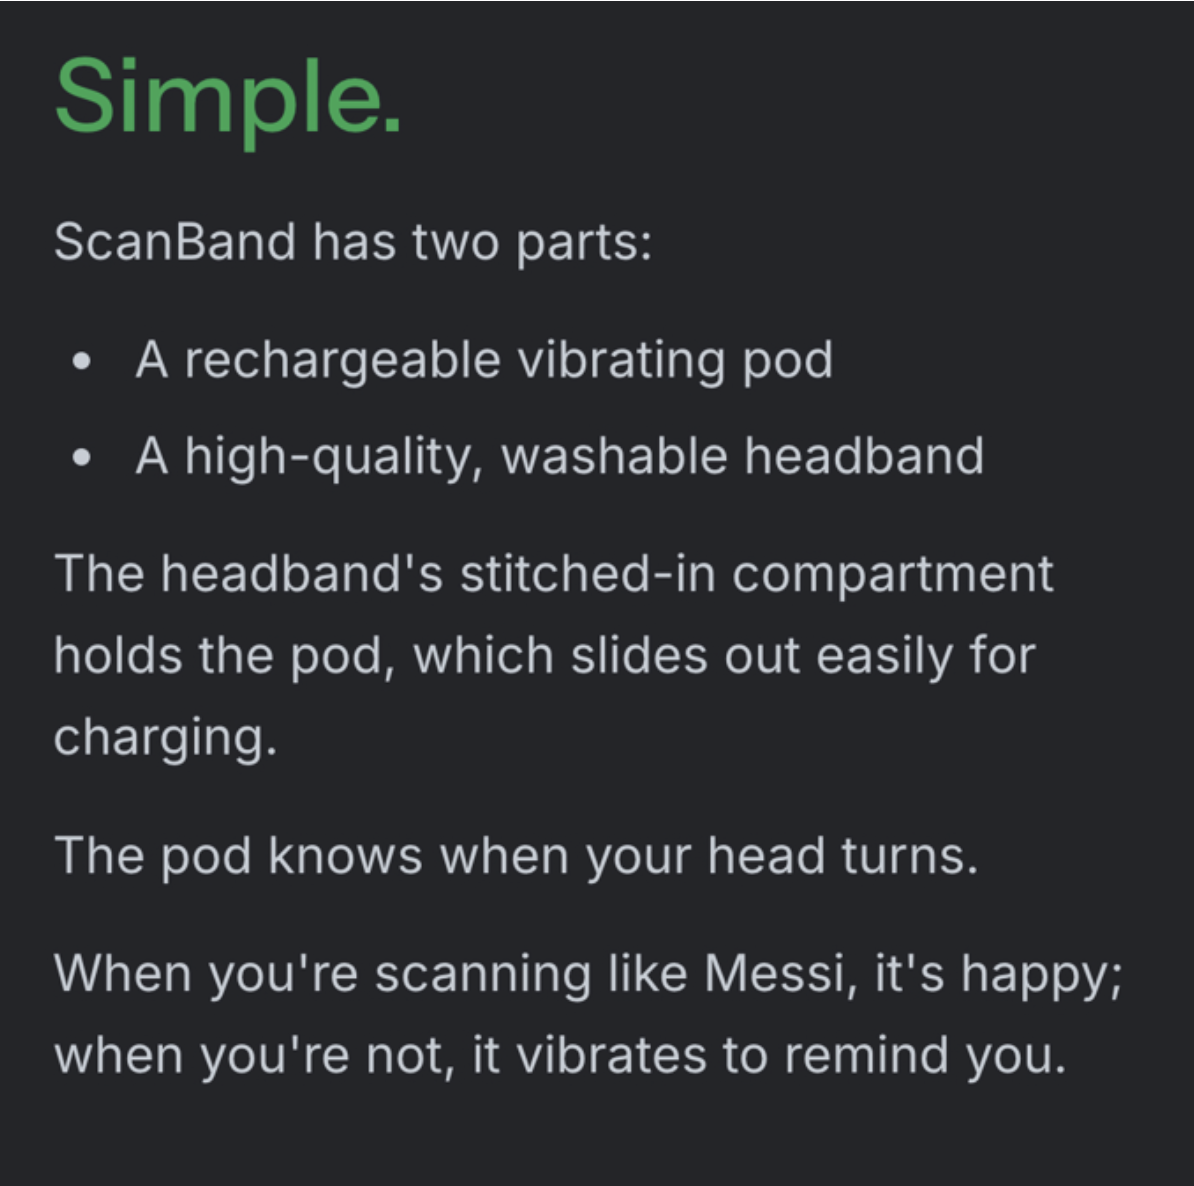 Simple.
ScanBand has two parts:
• A rechargeable vibrating pod
• A high-quality, washable headband
The headband's stitched-in compartment
holds the pod, which slides out easily for
charging.
The pod knows when your head turns.
When you're scanning like Messi, it's happy;
when you're not, it vibrates to remind you.